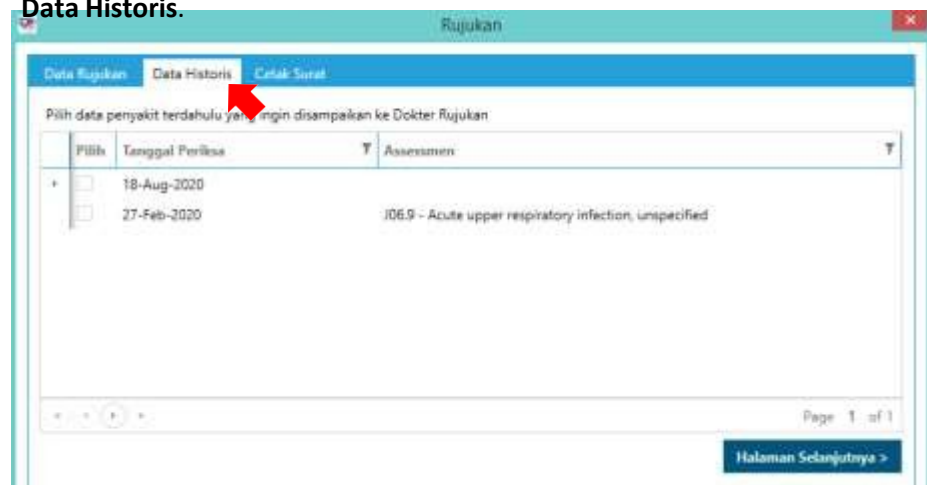 Data Historis.
Rujukan
Data Rujukan Data Historis Cetak Surat
Pilih data penyakit terdahulu yang ingin disampaikan ke Dokter Rujukan
Pilih Tanggal Periksa Assessmen
18-Aug-2020
27-Feb-2020 J06.9 - Acute upper respiratory infection, unspecified
Page 1 of 1
Halaman Selanjutnya >